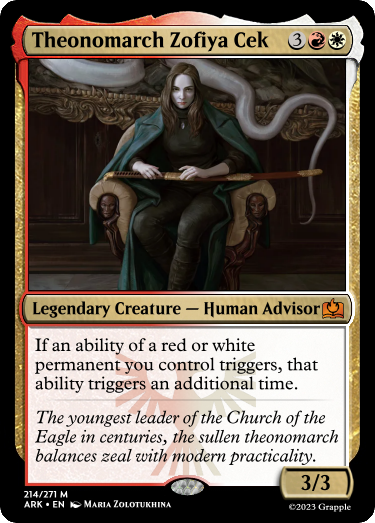 Theonomarch Zofiya Cek 3
Legendary Creature — Human Advisor
If an ability of a red or white
permanent you control triggers, that
ability triggers an additional time.
The youngest leader of the Church of the
Eagle in centuries, the sullen theonomarch
balances zeal with modern practicality.
3/3
214/271 M
ARK • EN Maria Zolotukhina
©2023 Grapple